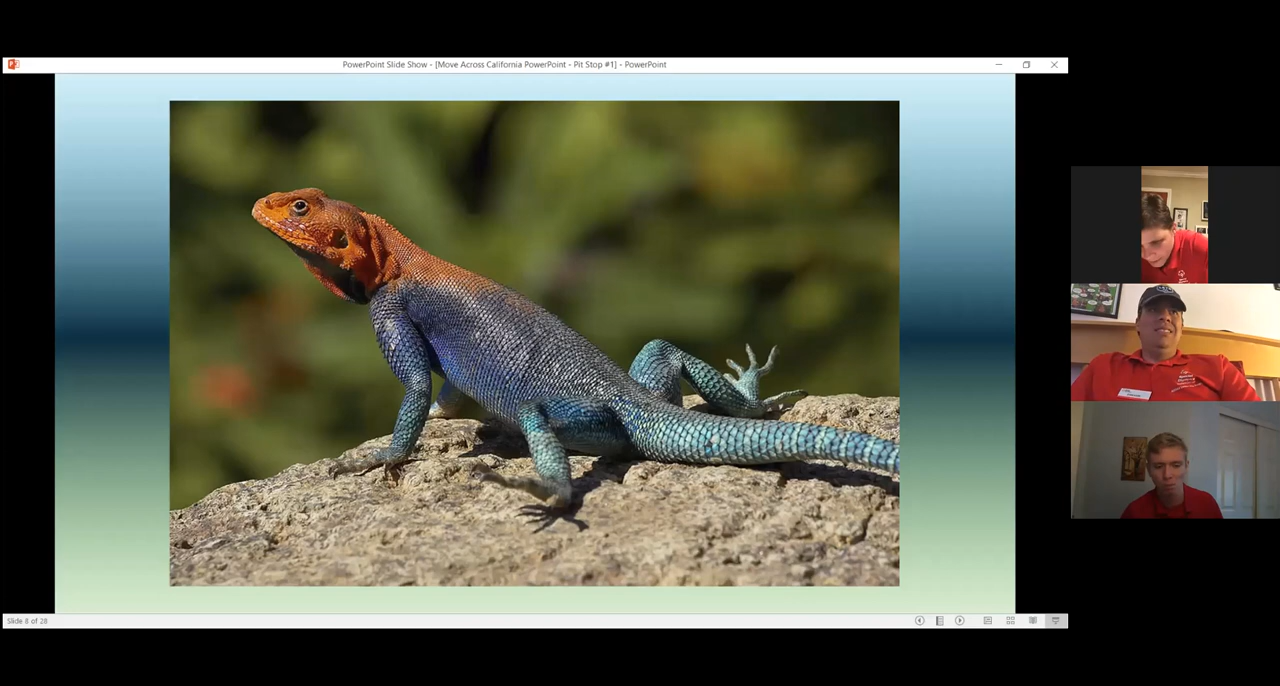 PowerPoint Slide Show - [Move Across California PowerPoint - Pit Stop #1] - PowerPoint
Slide 8 of 28